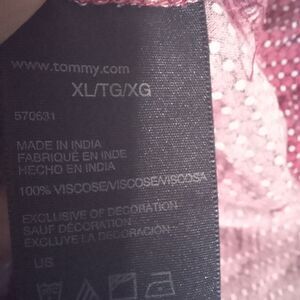 www.tommy.com
XL/TG/XG
570631
MADE IN INDIA
FABRIQUÉ EN INDE
HECHO EN INDIA
100% VISCOSE/VISCOSE/VISCOSA
EXCLUSIVE OF DECORATION
SAUF DÉCORATION
EXCLUYE LA DECORACIÓN
US